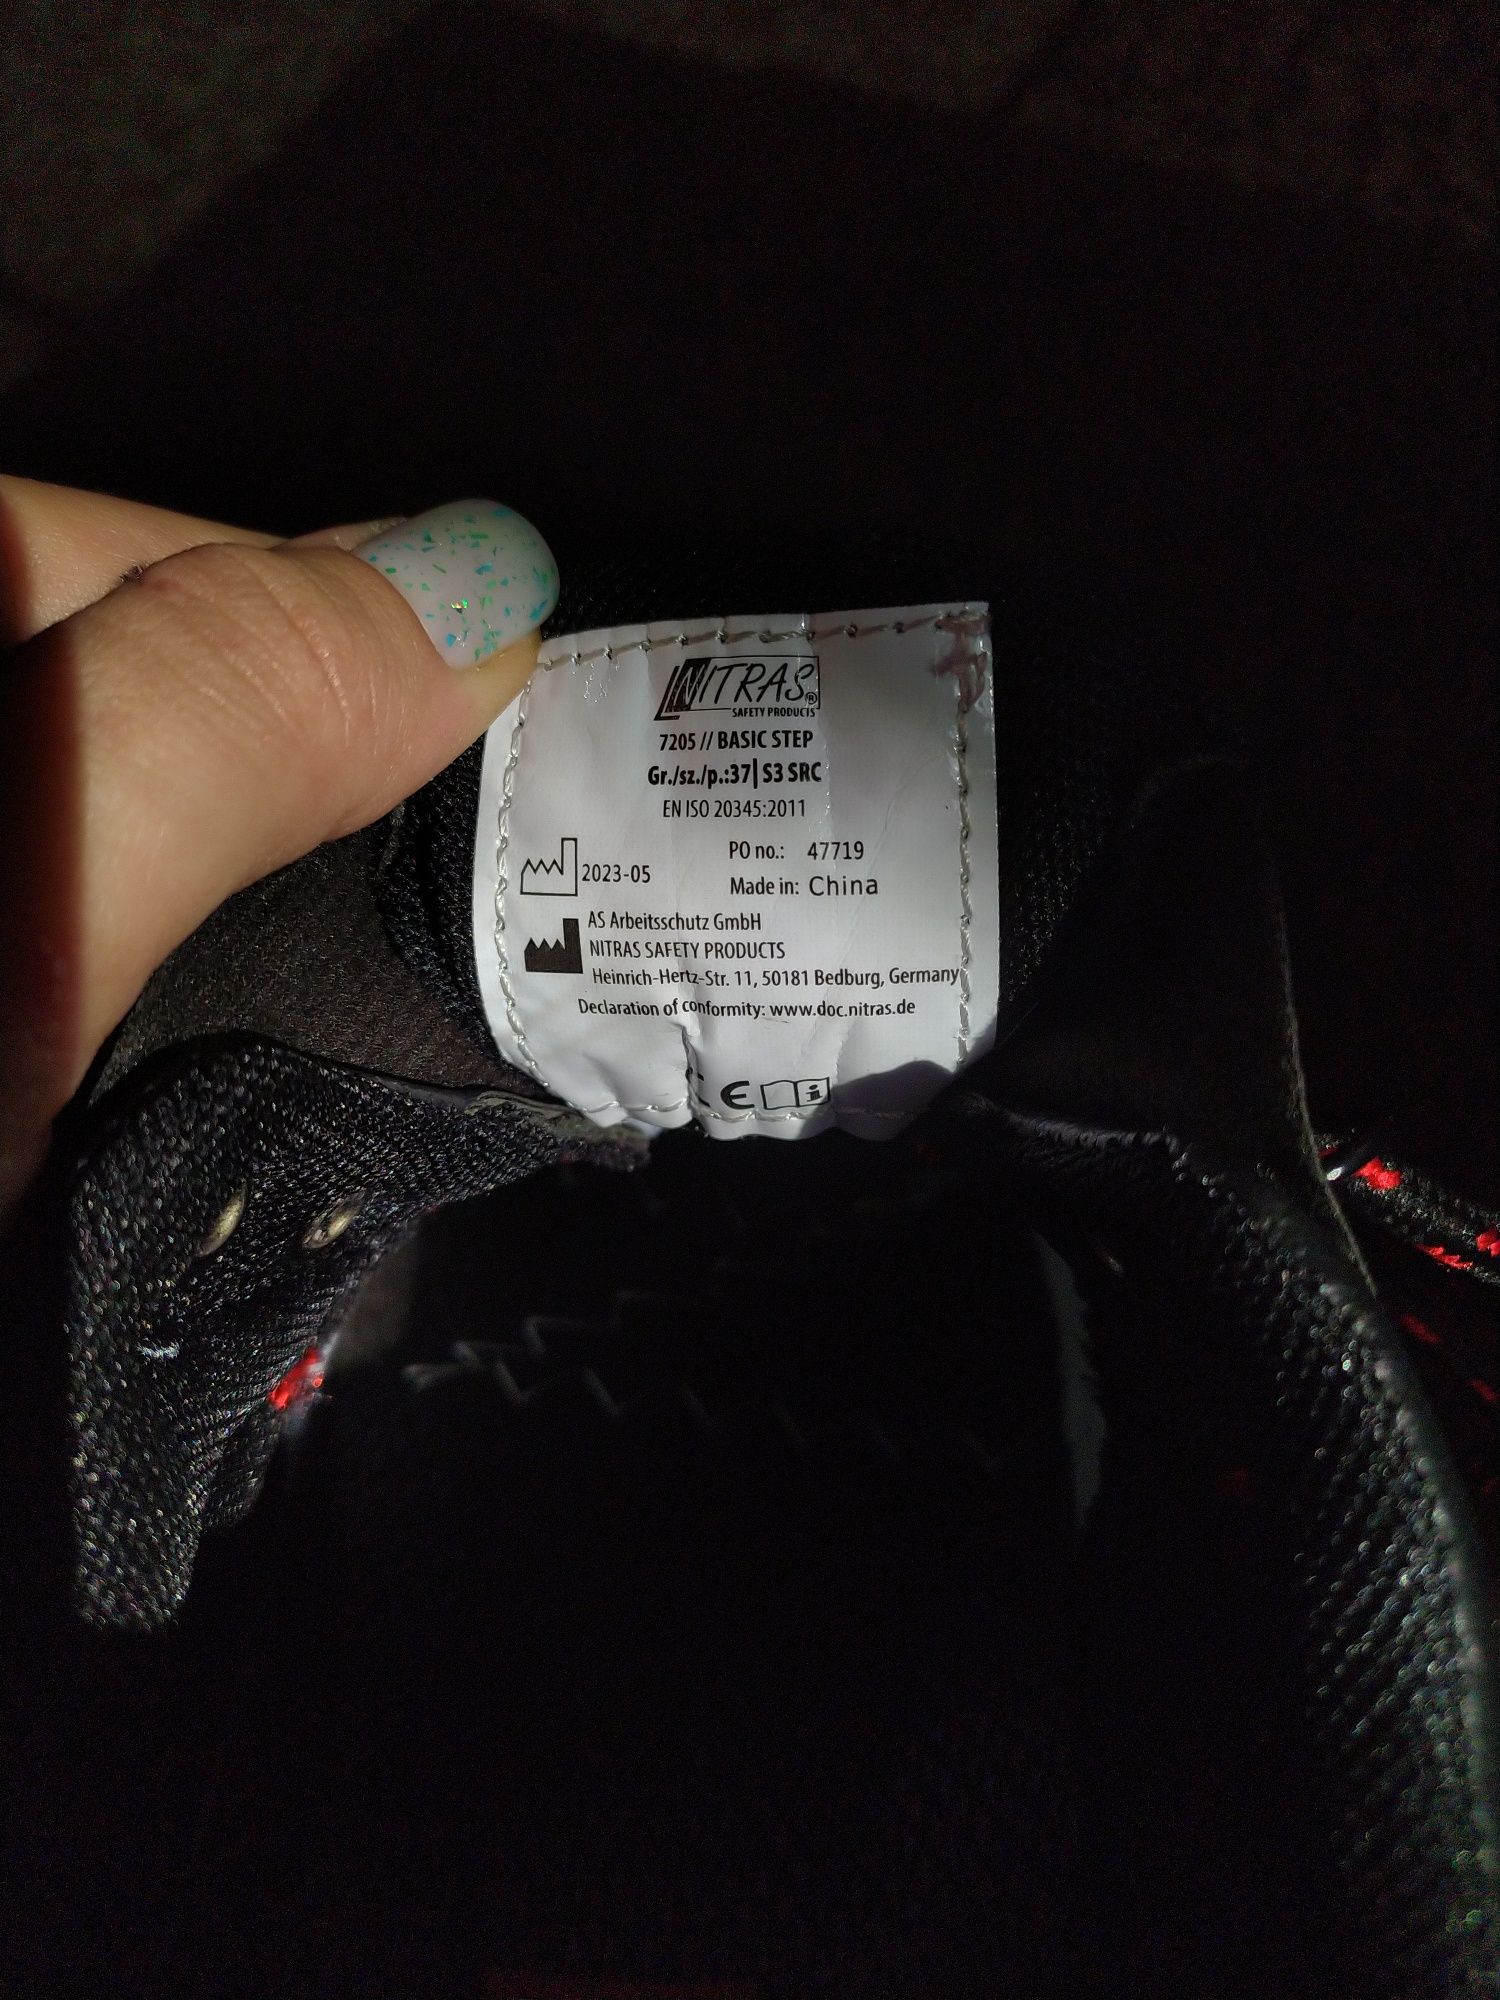 NITRAS®
SAFETY PRODUCTS
7205 // BASIC STEP
Gr./sz./p.:37| S3 SRC
EN ISO 20345:2011
2023-05
PO no.: 47719
Made in: China
AS Arbeitsschutz GmbH
NITRAS SAFETY PRODUCTS
Heinrich-Hertz-Str. 11, 50181 Bedburg, Germany
Declaration of conformity: www.doc.nitras.de
CE i